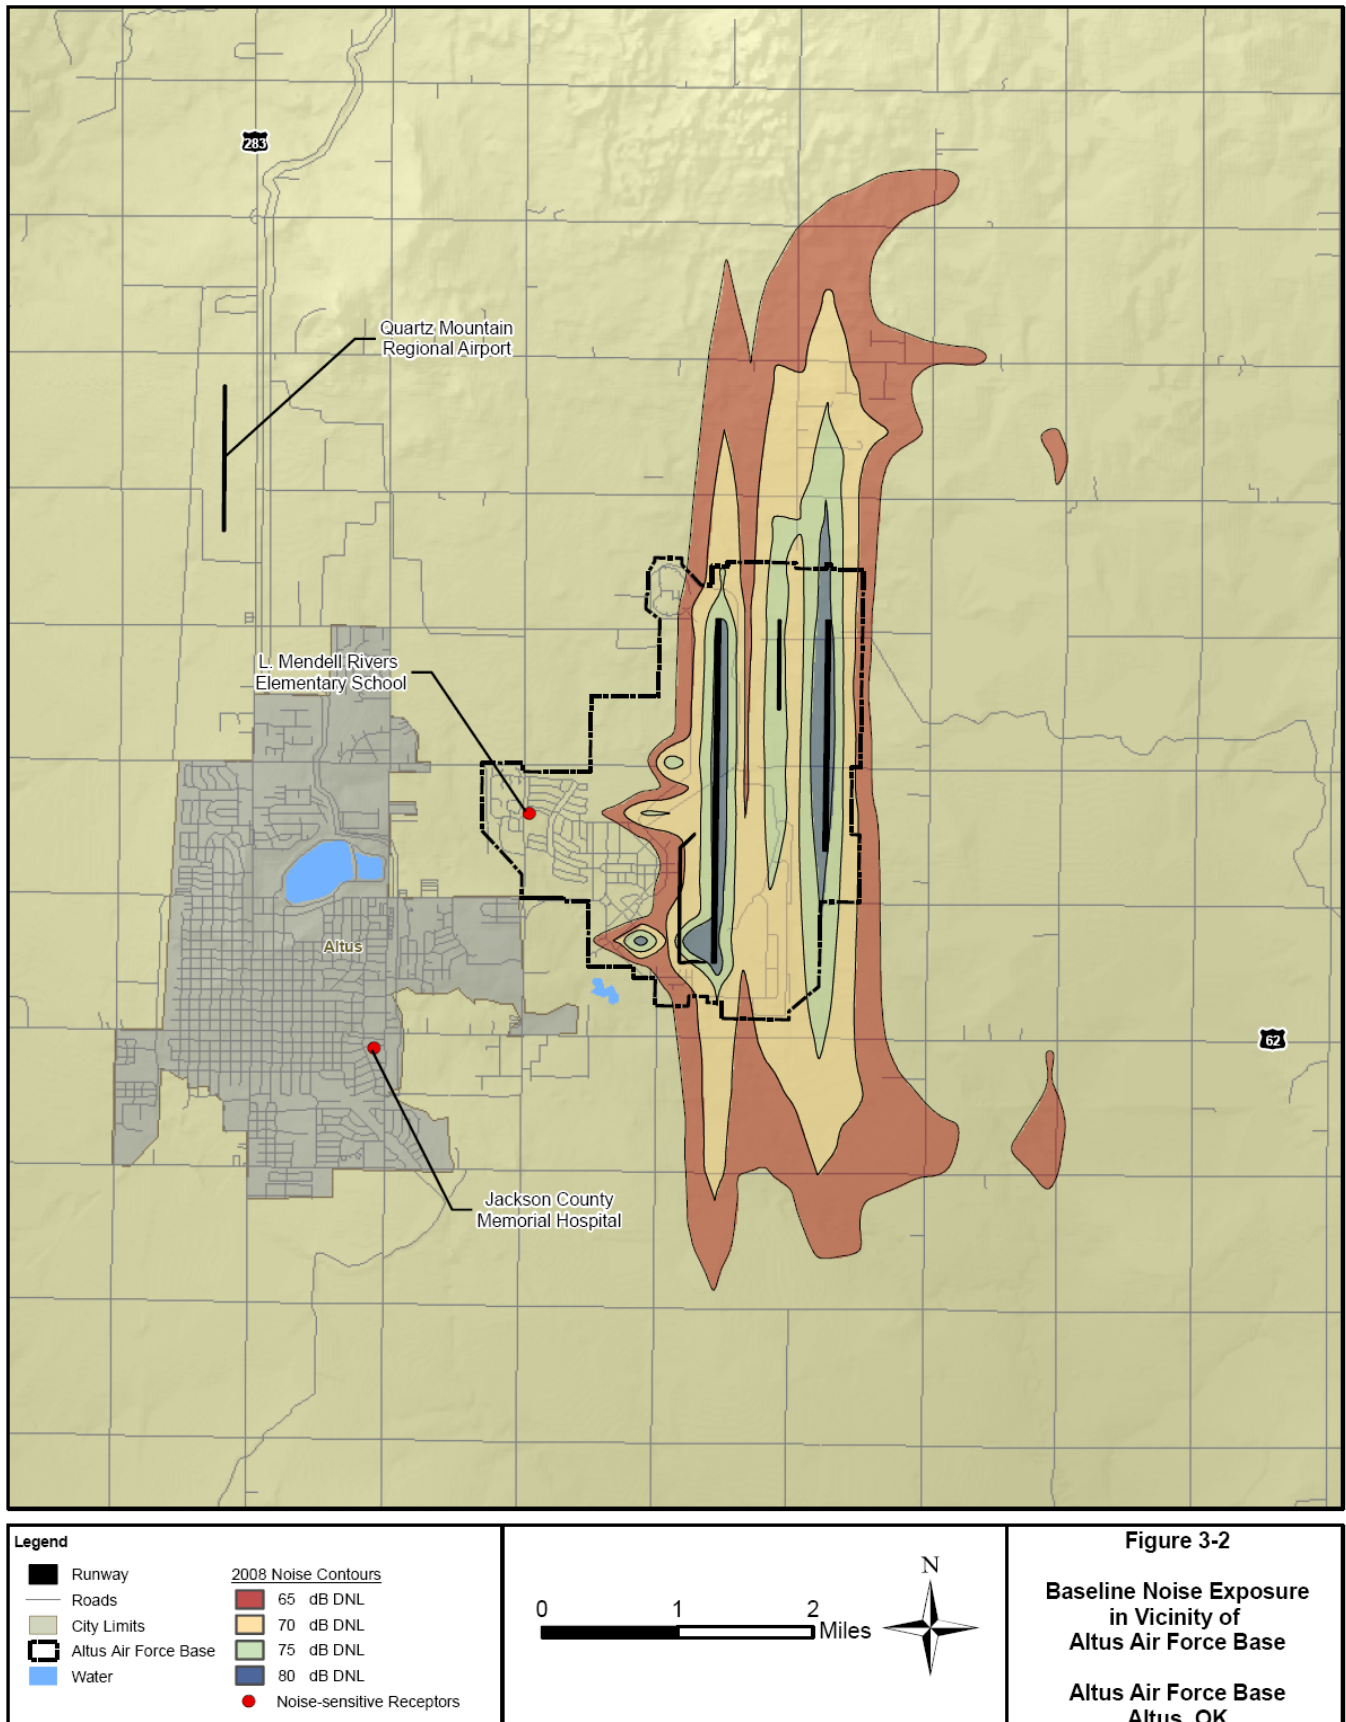 283
Quartz Mountain
Regional Airport
L. Mendell Rivers
Elementary School
Altus
62
Jackson County
Memorial Hospital
Legend
Runway
Roads
City Limits
Altus Air Force Base
Water
2008 Noise Contours
65 dB DNL
70 dB DNL
75 dB DNL
80 dB DNL
Noise-sensitive Receptors
0 1 2
Miles
N
Figure 3-2
Baseline Noise Exposure
in Vicinity of
Altus Air Force Base
Altus Air Force Base
Altus, OK